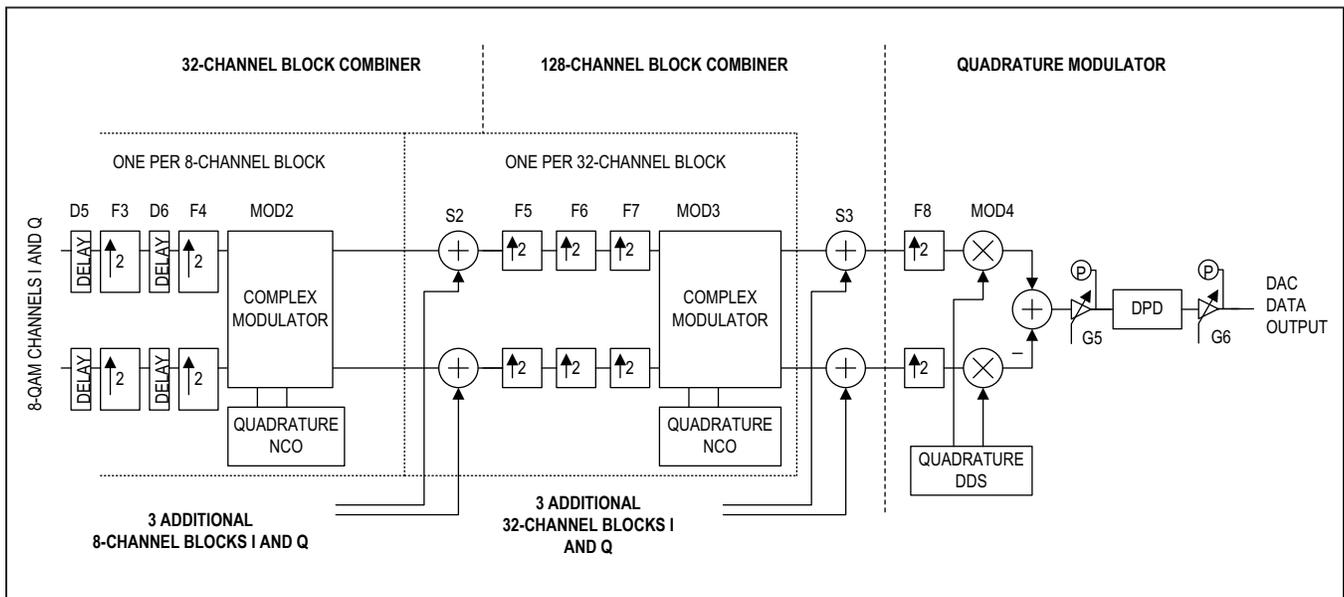 32-CHANNEL BLOCK COMBINER
128-CHANNEL BLOCK COMBINER
QUADRATURE MODULATOR
ONE PER 8-CHANNEL BLOCK
ONE PER 32-CHANNEL BLOCK
D5
F3
D6
F4
MOD2
S2
F5
F6
F7
MOD3
S3
F8
MOD4
8-QAM CHANNELS I AND Q
DELAY
2
DELAY
2
COMPLEX
MODULATOR
+
2
2
2
COMPLEX
MODULATOR
+
2
P
P
DAC
DATA
OUTPUT
+
DPD
G5
G6
–
DELAY
2
DELAY
2
+
2
2
2
+
2
QUADRATURE
NCO
QUADRATURE
NCO
QUADRATURE
DDS
3 ADDITIONAL
8-CHANNEL BLOCKS I AND Q
3 ADDITIONAL
32-CHANNEL BLOCKS I
AND Q